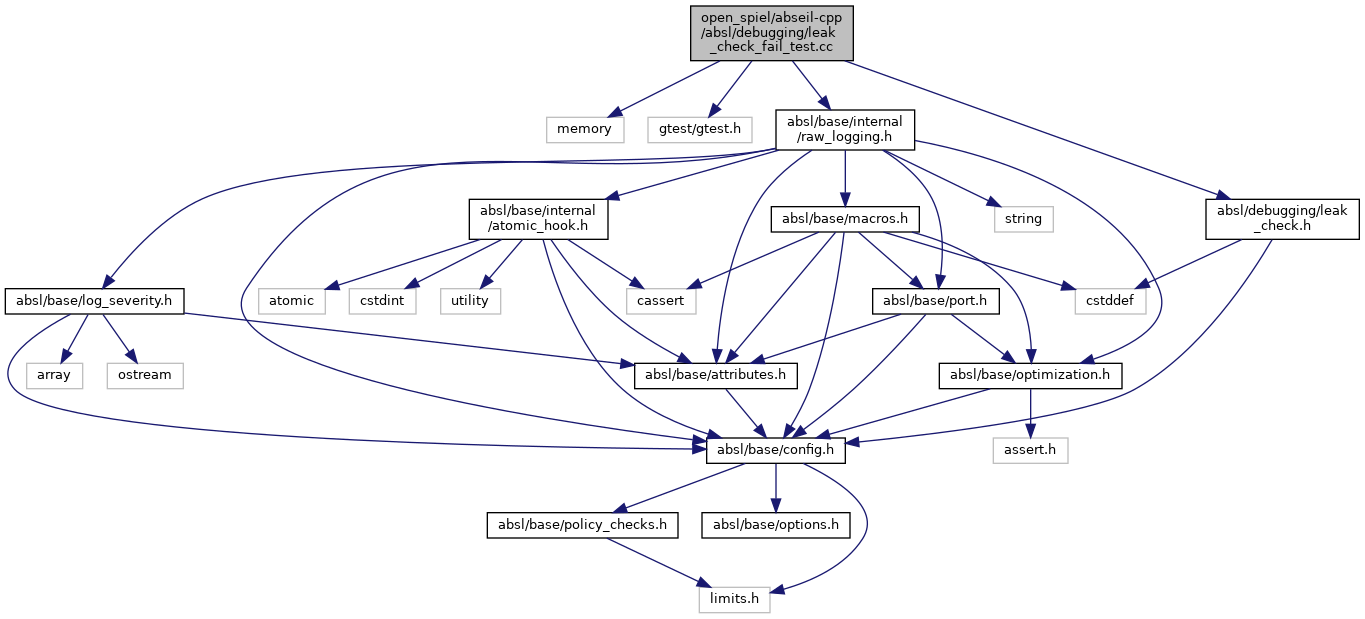 open_spiel/abseil-cpp
/absl/debugging/leak
_check_fail_test.cc
memory
gtest/gtest.h
absl/base/internal
/raw_logging.h
absl/base/internal
/atomic_hook.h
absl/base/macros.h
string
absl/debugging/leak
_check.h
absl/base/log_severity.h
atomic
cstdint
utility
cassert
absl/base/port.h
cstddef
array
ostream
absl/base/attributes.h
absl/base/optimization.h
absl/base/config.h
assert.h
absl/base/policy_checks.h
absl/base/options.h
limits.h